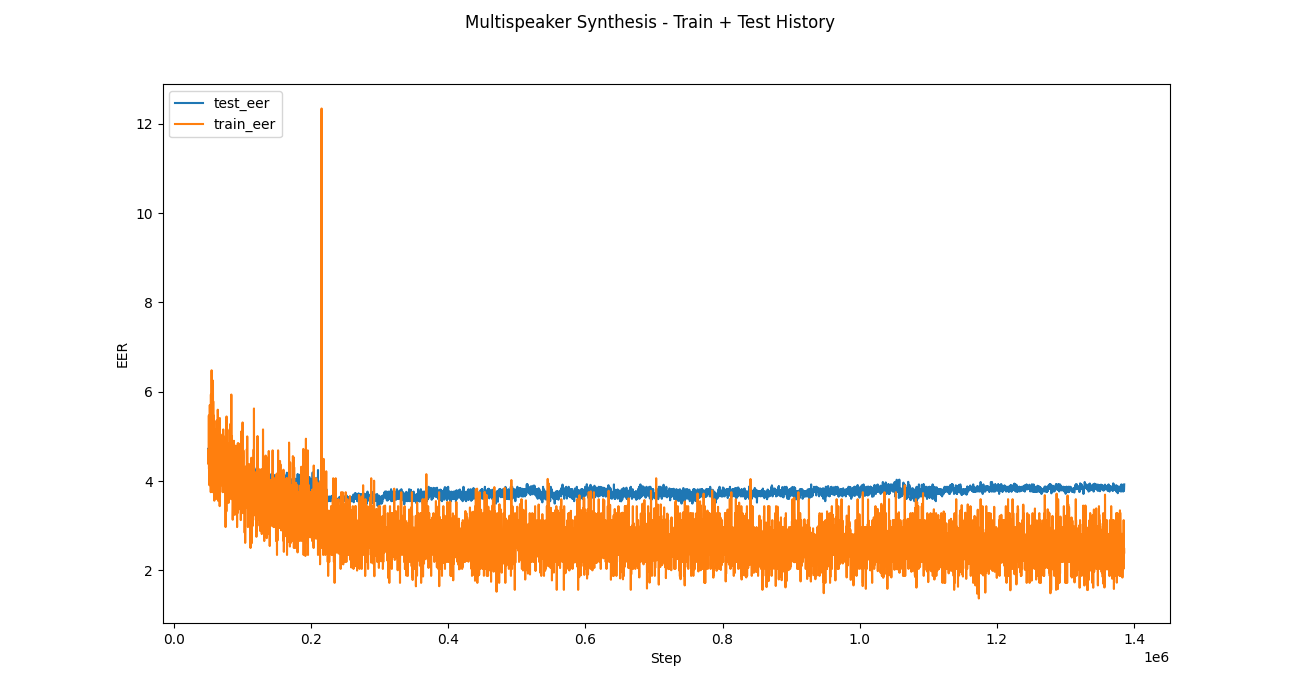 Multispeaker Synthesis - Train + Test History
test_eer
train_eer
12
10
8
6
4
2
EER
0.0 0.2 0.4 0.6 0.8 1.0 1.2 1.4
1e6
Step